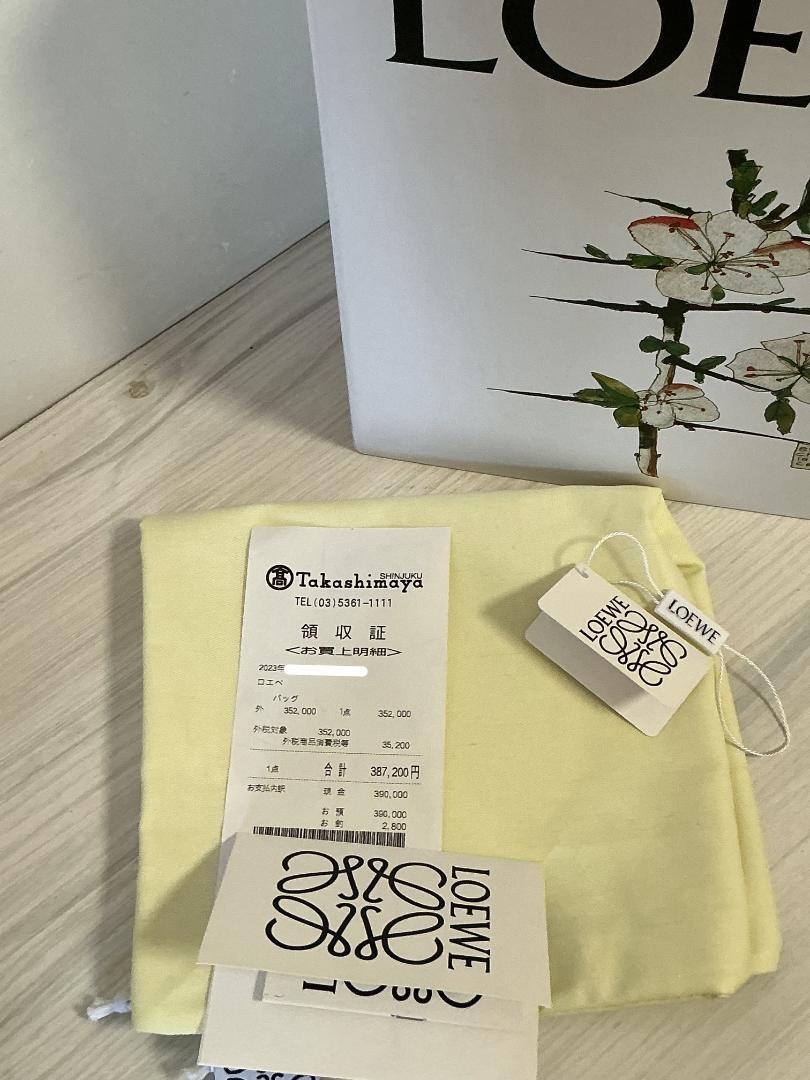 LOE
髙 Takashimaya
SHINJUKU
TEL(03)5361-1111
領収証
<お買上明細>
2023年
ロエベ
バッグ
外 352,000 1点 352,000
外税対象 352,000
外税商品消費税等 35,200
1点 合計 387,200円
お支払内訳 現金 390,000
お預 390,000
お釣 2,800
LOEWE
LOEWE
LOEWE